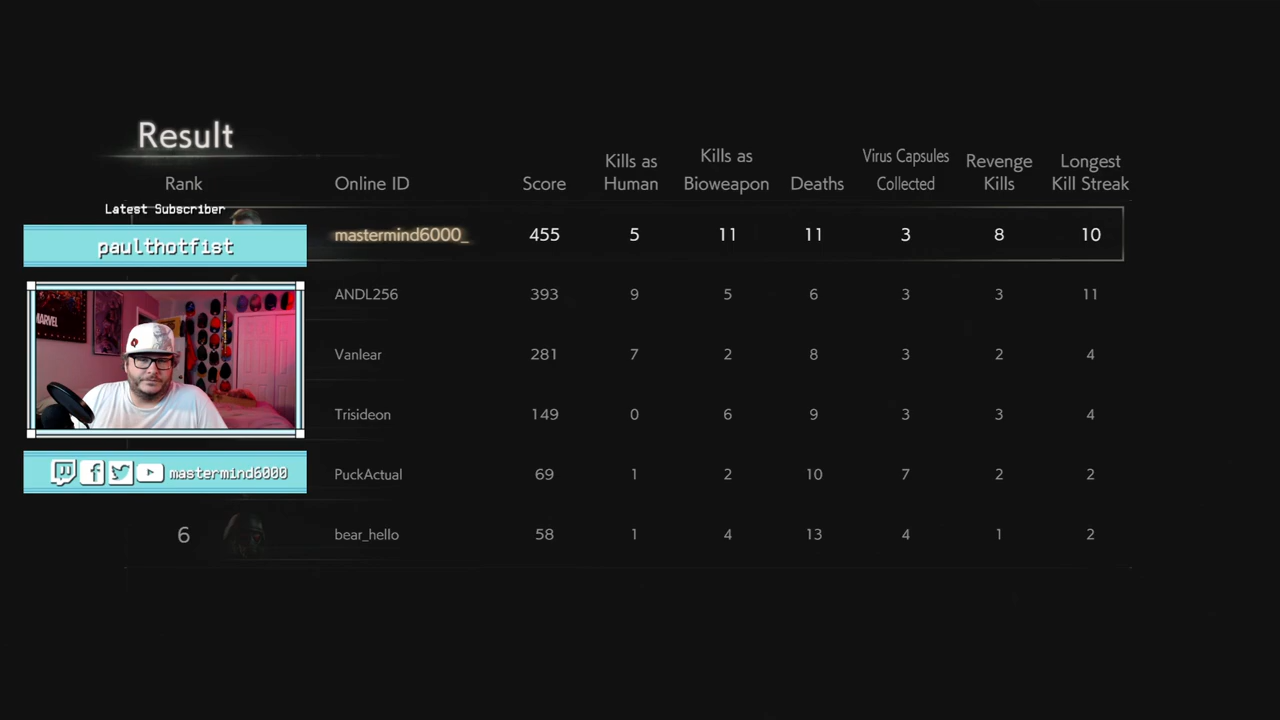 Result
Rank Online ID Score Kills as Human Kills as Bioweapon Deaths Virus Capsules Collected Revenge Kills Longest Kill Streak
Latest Subscriber
paulthotfist
mastermind6000_ 455 5 11 11 3 8 10
ANDL256 393 9 5 6 3 3 11
MARVEL
Vanlear 281 7 2 8 3 2 4
Trisideon 149 0 6 9 3 3 4
mastermind6000
PuckActual 69 1 2 10 7 2 2
6 bear_hello 58 1 4 13 4 1 2